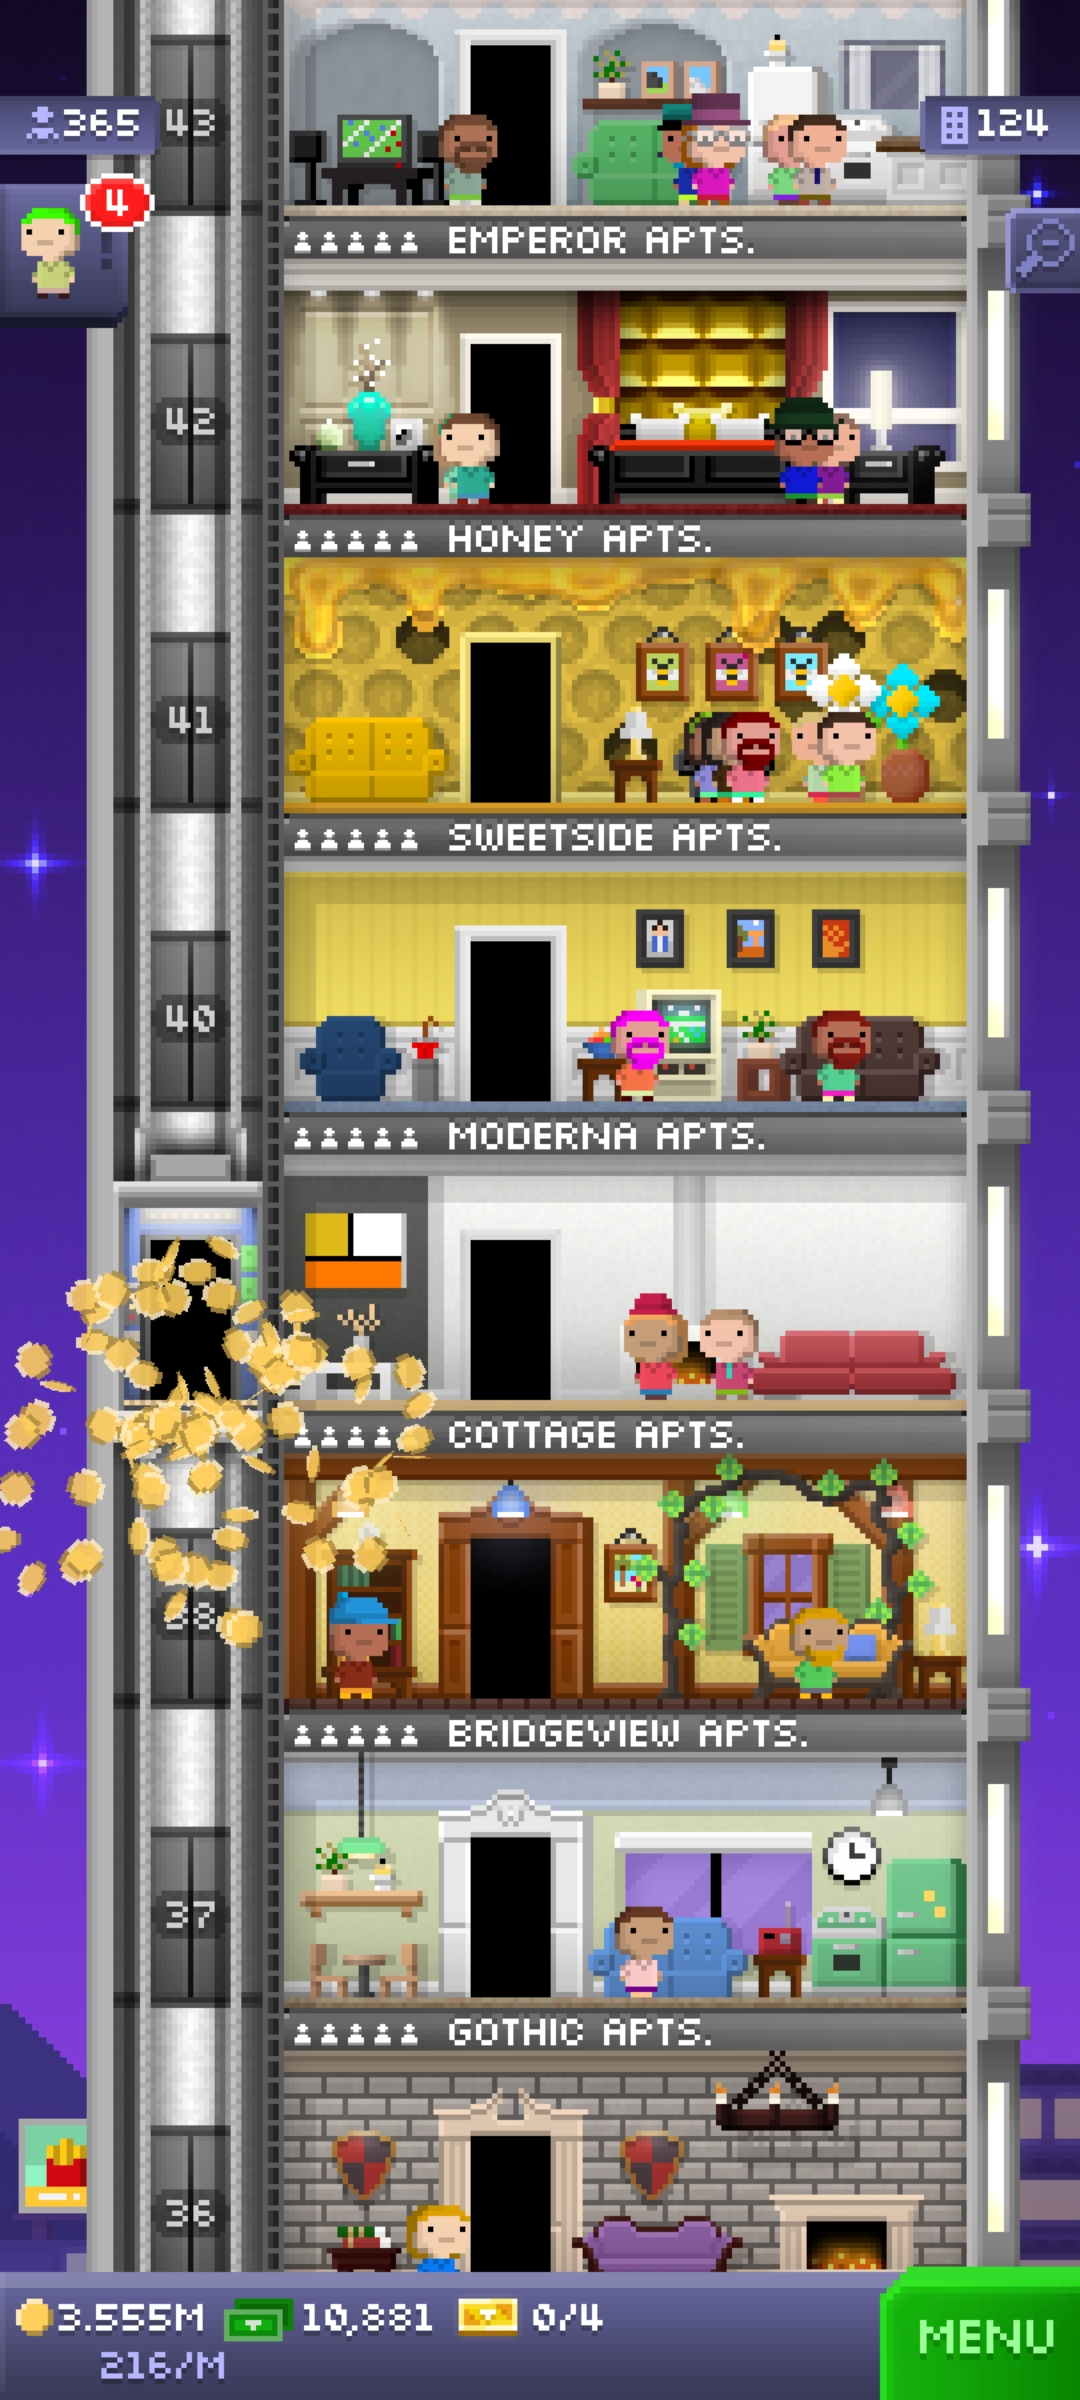 365
43
124
4
EMPEROR APTS.
42
HONEY APTS.
41
SWEETSIDE APTS.
40
MODERNA APTS.
COTTAGE APTS.
38
BRIDGEVIEW APTS.
37
GOTHIC APTS.
36
3.555M 10,881 0/4
216/M
MENU